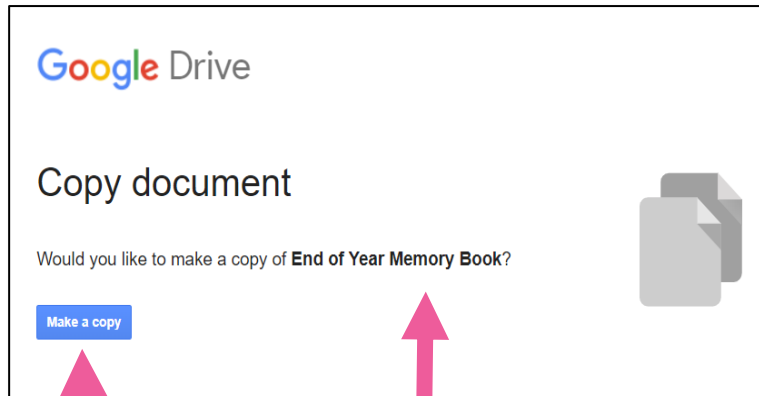 Google Drive
Copy document
Would you like to make a copy of End of Year Memory Book?
Make a copy